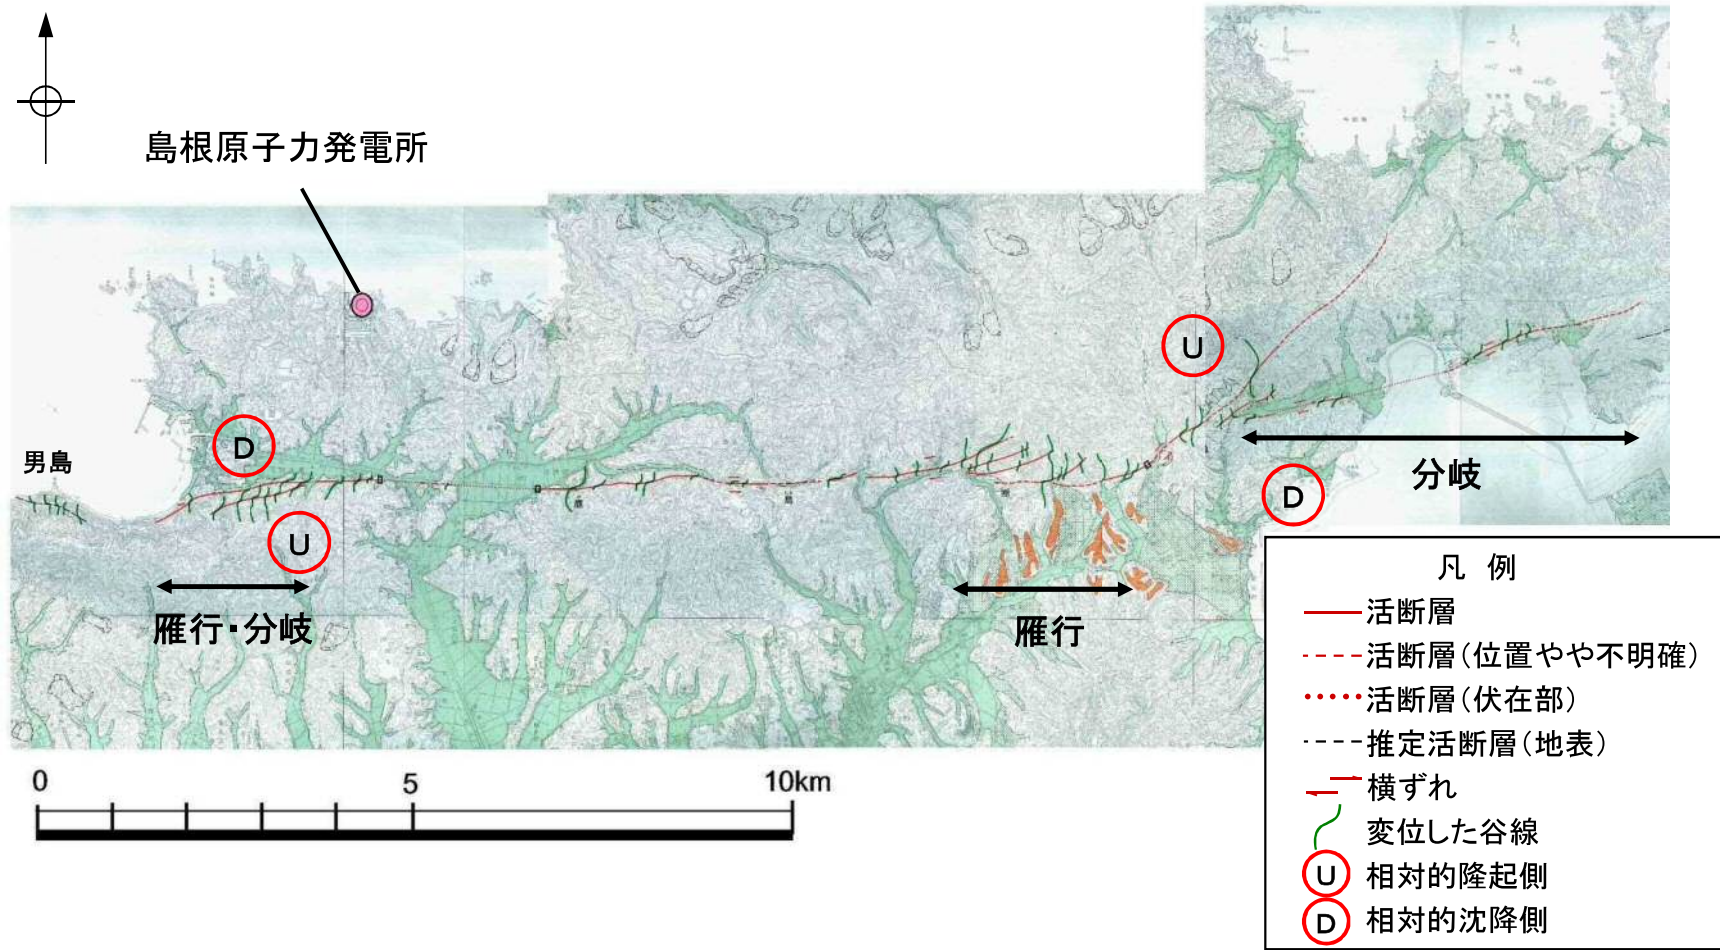 島根原子力発電所
U
D
男島
D
U
分岐
雁行・分岐
雁行
0 5 10km
凡 例
活断層
活断層(位置やや不明確)
活断層(伏在部)
推定活断層(地表)
横ずれ
変位した谷線
U 相対的隆起側
D 相対的沈降側